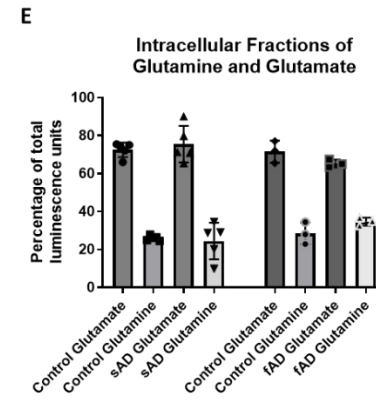 E
Intracellular Fractions of
Glutamine and Glutamate
Percentage of total
luminescence units
100
80
60
40
20
0
Control Glutamate
Control Glutamine
sAD Glutamate
sAD Glutamine
Control Glutamate
Control Glutamine
fAD Glutamate
fAD Glutamine